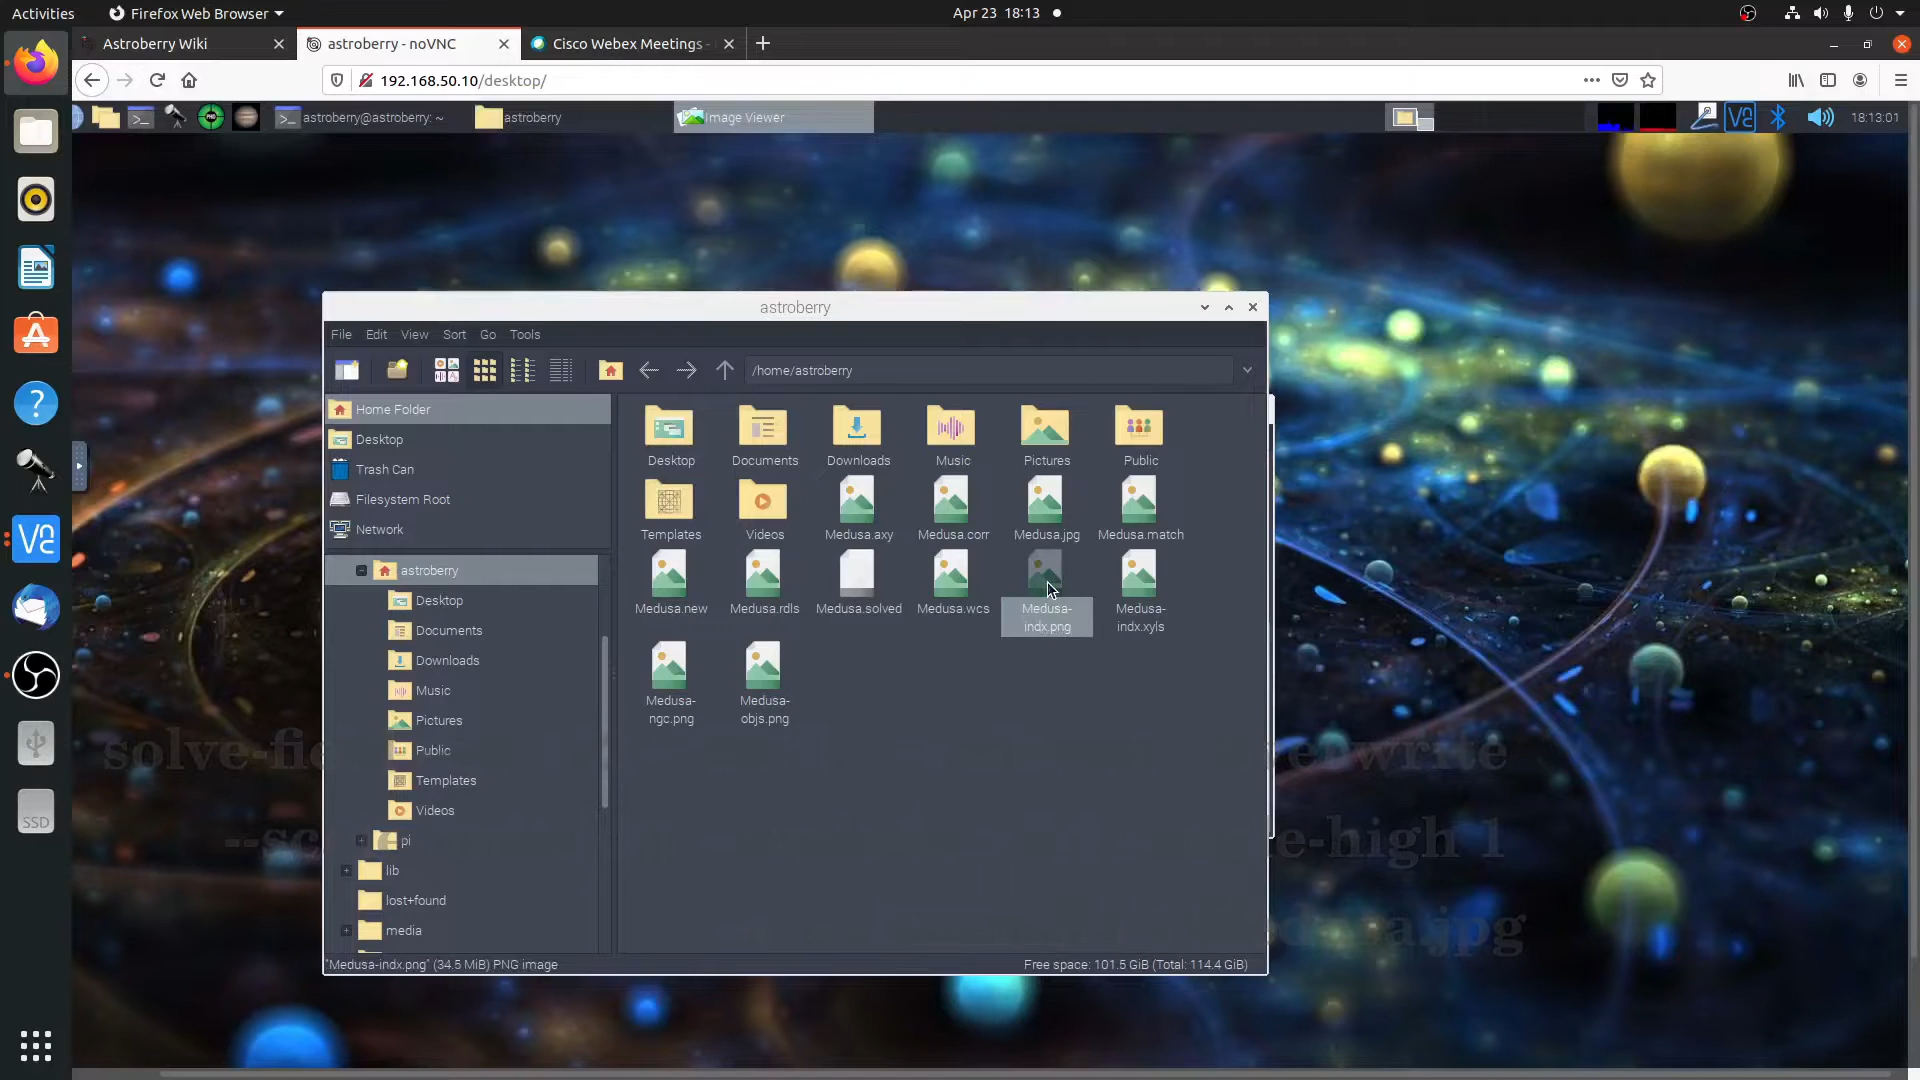 Activities
Firefox Web Browser
Apr 23 18:13
Astroberry Wiki
astroberry - noVNC
Cisco Webex Meetings -
192.168.50.10/desktop/
astroberry@astroberry: ~
astroberry
Image Viewer
18:13:01
astroberry
File Edit View Sort Go Tools
/home/astroberry
Home Folder
Desktop
Trash Can
Filesystem Root
Network
astroberry
Desktop
Documents
Downloads
Music
Pictures
Public
Templates
Videos
pi
lib
lost+found
media
Desktop Documents Downloads Music Pictures Public
Templates Videos Medusa.axy Medusa.corr Medusa.jpg Medusa.match
Medusa.new Medusa.rdls Medusa.solved Medusa.wcs Medusa-indx.png Medusa-indx.xyls
Medusa-ngc.png Medusa-objs.png
"Medusa-indx.png" (34.5 MiB) PNG image
Free space: 101.5 GiB (Total: 114.4 GiB)
SSD